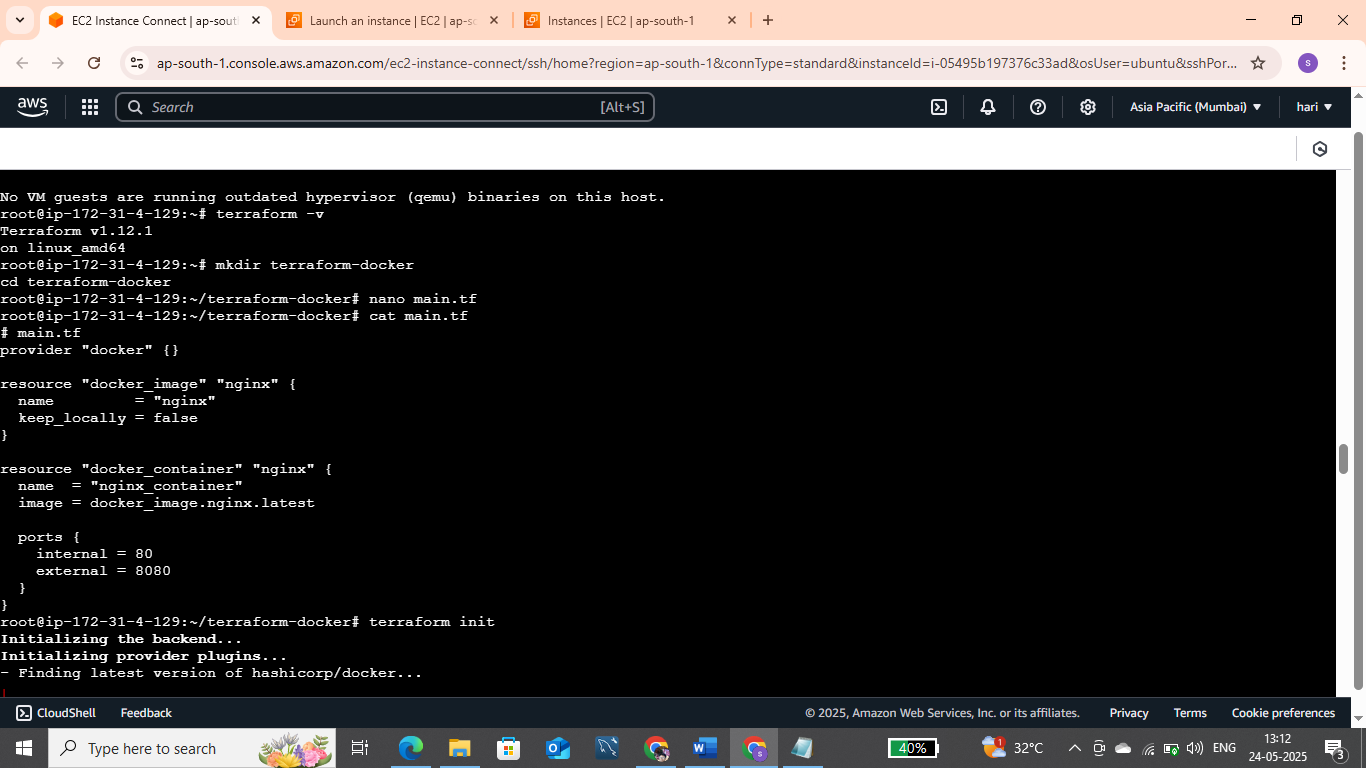 EC2 Instance Connect | ap-sout
Launch an instance | EC2 | ap-so
Instances | EC2 | ap-south-1
ap-south-1.console.aws.amazon.com/ec2-instance-connect/ssh/home?region=ap-south-1&connType=standard&instanceId=i-05495b197376c33ad&osUser=ubuntu&sshPor...
s
aws
Search
[Alt+S]
Asia Pacific (Mumbai)
hari
No VM guests are running outdated hypervisor (qemu) binaries on this host.
root@ip-172-31-4-129:~# terraform -v
Terraform v1.12.1
on linux_amd64
root@ip-172-31-4-129:~# mkdir terraform-docker
cd terraform-docker
root@ip-172-31-4-129:~/terraform-docker# nano main.tf
root@ip-172-31-4-129:~/terraform-docker# cat main.tf
# main.tf
provider "docker" {}
resource "docker_image" "nginx" {
  name         = "nginx"
  keep_locally = false
}
resource "docker_container" "nginx" {
  name  = "nginx_container"
  image = docker_image.nginx.latest
  ports {
    internal = 80
    external = 8080
  }
}
root@ip-172-31-4-129:~/terraform-docker# terraform init
Initializing the backend...
Initializing provider plugins...
- Finding latest version of hashicorp/docker...
CloudShell
Feedback
© 2025, Amazon Web Services, Inc. or its affiliates.
Privacy
Terms
Cookie preferences
Type here to search
40%
1
32°C
ENG
13:12
24-05-2025
3